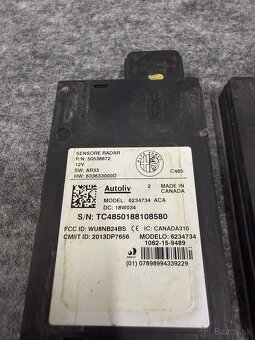 SENSORE RADAR
P/N: 50538672
12V
SW: AR33
HW: 633633000D
C485
Autoliv
2
MADE IN
CANADA
MODEL: 6234734 ACA
DC: 18W034
S/N: TC4850188108580
FCC ID: WU8NB24BS
IC: CANADA310
CMIIT ID: 2013DP7656
MODELO: 6234734
1062-15-9489
(01) 07898994339229
bazos.sk